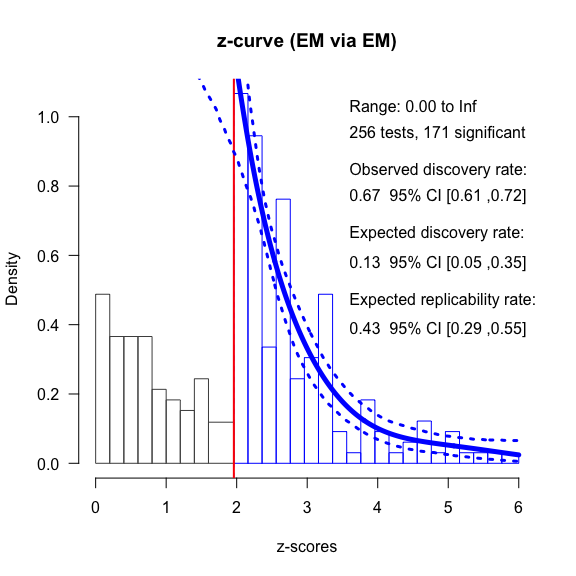 z-curve (EM via EM)
Range: 0.00 to Inf
256 tests, 171 significant
Observed discovery rate:
0.67  95% CI [0.61 ,0.72]
Expected discovery rate:
0.13  95% CI [0.05 ,0.35]
Expected replicability rate:
0.43  95% CI [0.29 ,0.55]
Density
1.0
0.8
0.6
0.4
0.2
0.0
0 1 2 3 4 5 6
z-scores